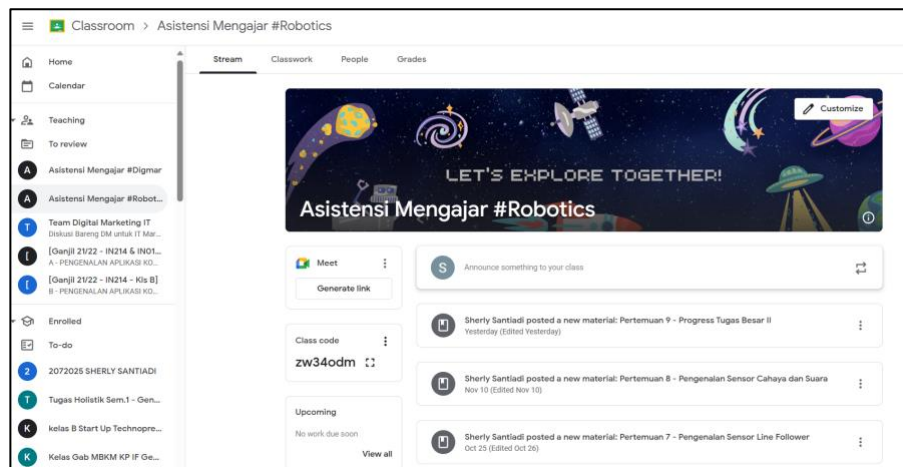 Classroom > Asistensi Mengajar #Robotics
Home
Calendar
Teaching
To review
A Asistensi Mengajar #Digmar
A Asistensi Mengajar #Robot...
T Team Digital Marketing IT
Diskusi Bareng DM untuk IT Mar...
[ [Ganjil 21/22 - IN214 & IN01...
A - PENGENALAN APLIKASI KO...
[ [Ganjil 21/22 - IN214 - Kls B]
B - PENGENALAN APLIKASI KO...
Enrolled
To-do
2 2072025 SHERLY SANTIADI
T Tugas Holistik Sem.1 - Gen...
K kelas B Start Up Technopre...
K Kelas Gab MBKM KP IF Ge...
Stream Classwork People Grades
Customize
LET'S EXPLORE TOGETHER!
Asistensi Mengajar #Robotics
Meet
Generate link
Class code
zw34odm
Upcoming
No work due soon
View all
S Announce something to your class
Sherly Santiadi posted a new material: Pertemuan 9 - Progress Tugas Besar II
Yesterday (Edited Yesterday)
Sherly Santiadi posted a new material: Pertemuan 8 - Pengenalan Sensor Cahaya dan Suara
Nov 10 (Edited Nov 10)
Sherly Santiadi posted a new material: Pertemuan 7 - Pengenalan Sensor Line Follower
Oct 25 (Edited Oct 26)